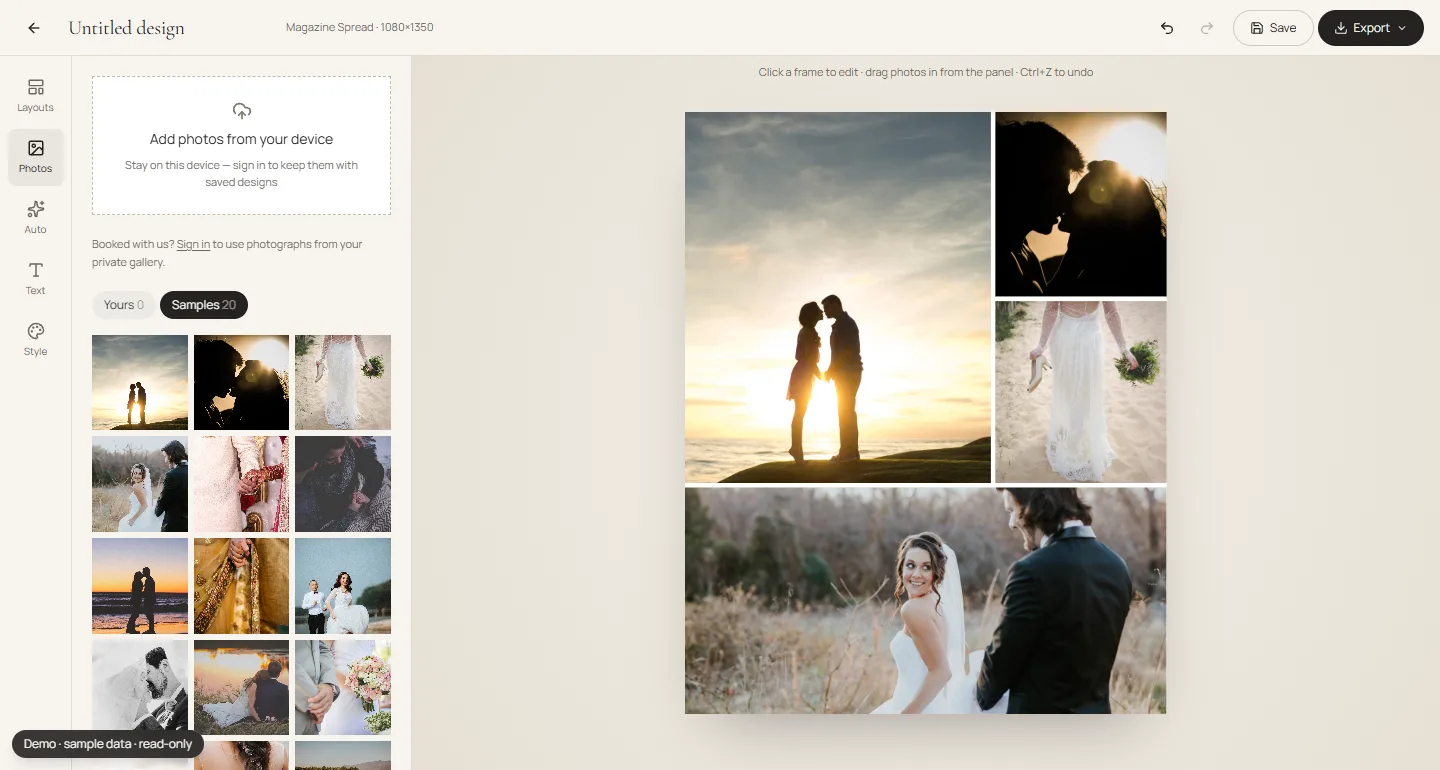 Untitled design
Magazine Spread · 1080×1350
Save
Export
Layouts
Photos
Auto
Text
Style
Add photos from your device
Stay on this device — sign in to keep them with
saved designs
Booked with us? Sign in to use photographs from your
private gallery.
Yours 0
Samples 20
Demo · sample data · read-only
Click a frame to edit · drag photos in from the panel · Ctrl+Z to undo